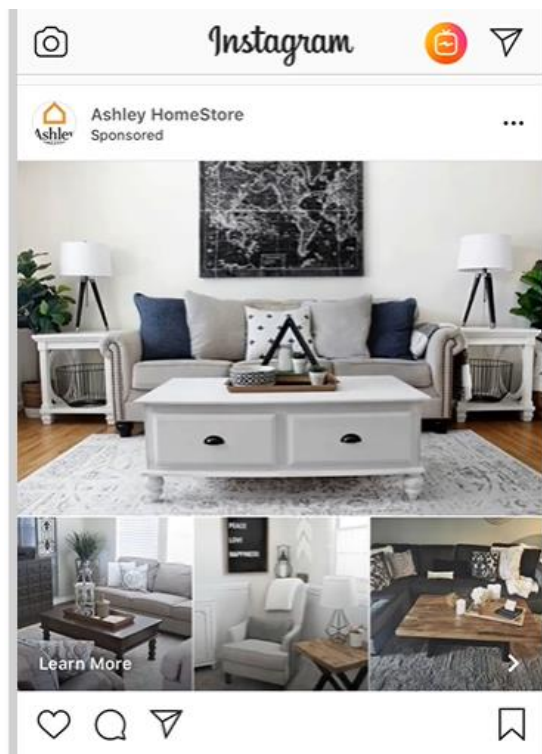 Instagram
Ashley HomeStore
Ashley
Sponsored
PEACE
LOVE
HAPPINESS
Learn More